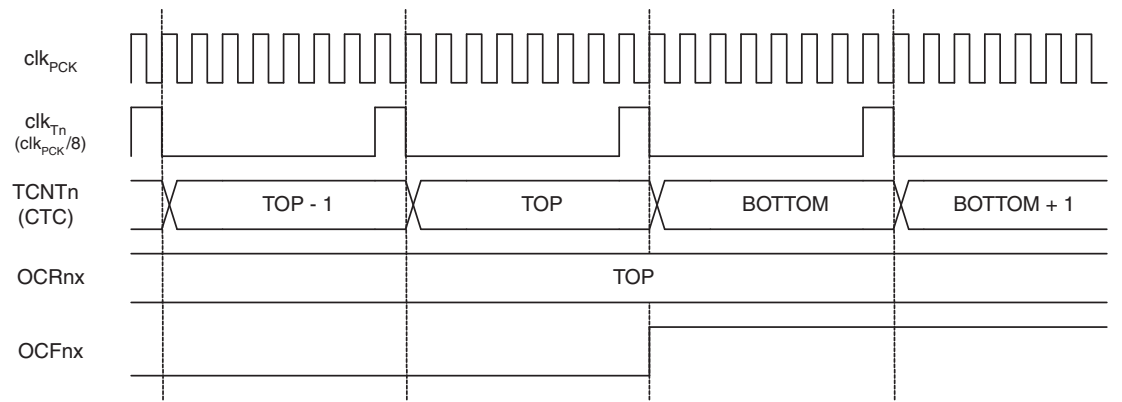 clkPCK
clkTn
(clkPCK/8)
TCNTn
(CTC)
TOP - 1
TOP
BOTTOM
BOTTOM + 1
OCRnx
TOP
OCFnx